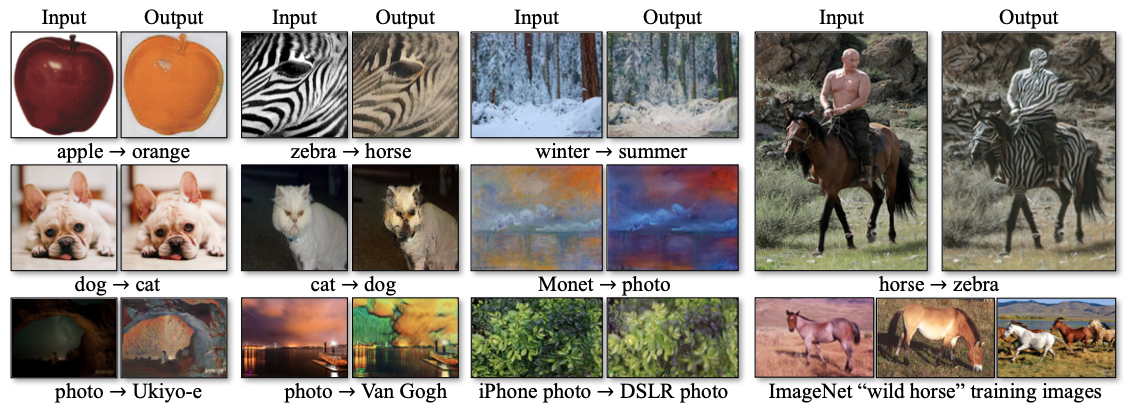 Input Output Input Output Input Output Input Output
apple → orange zebra → horse winter → summer
dog → cat cat → dog Monet → photo horse → zebra
photo → Ukiyo-e photo → Van Gogh iPhone photo → DSLR photo ImageNet “wild horse” training images